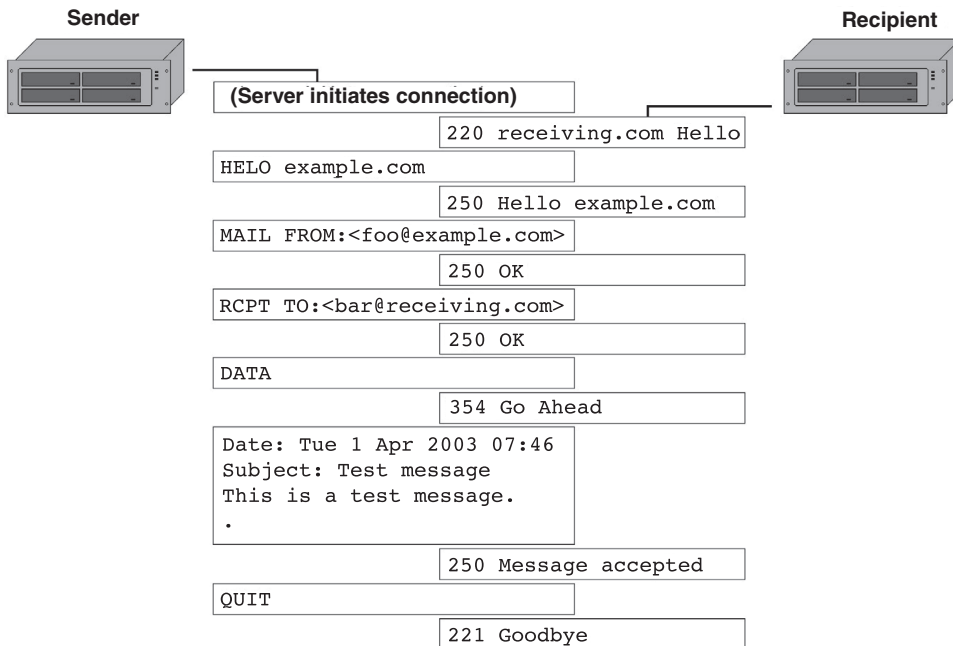 Sender
Recipient
(Server initiates connection)
220 receiving.com Hello
HELO example.com
250 Hello example.com
MAIL FROM:<foo@example.com>
250 OK
RCPT TO:<bar@receiving.com>
250 OK
DATA
354 Go Ahead
Date: Tue 1 Apr 2003 07:46
Subject: Test message
This is a test message.
.
250 Message accepted
QUIT
221 Goodbye